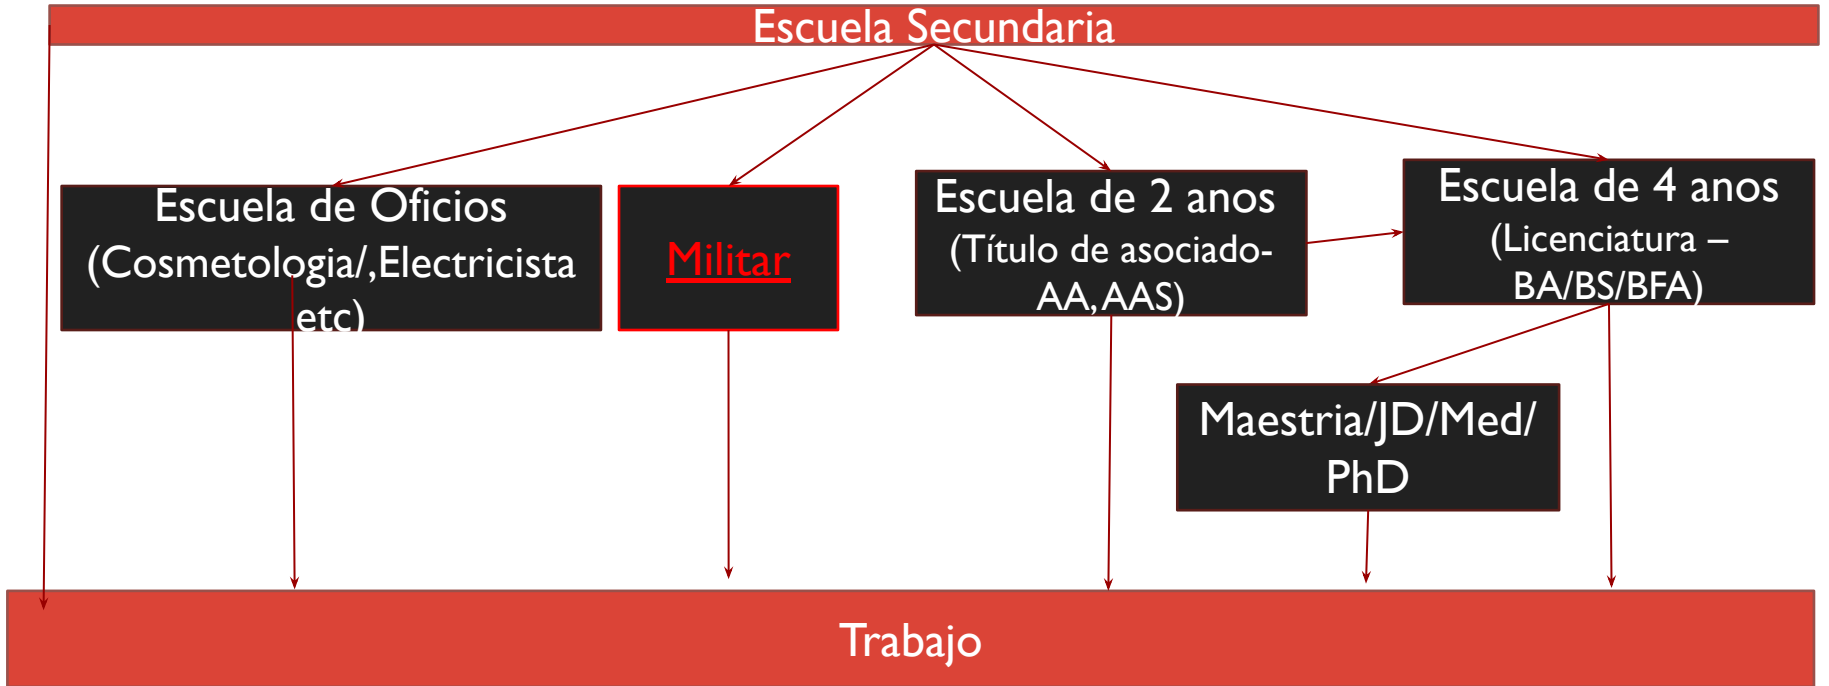 Escuela Secundaria
Escuela de Oficios
(Cosmetologia/,Electricista
etc)
Militar
Escuela de 2 anos
(Título de asociado-
AA, AAS)
Escuela de 4 anos
(Licenciatura –
BA/BS/BFA)
Maestria/JD/Med/
PhD
Trabajo